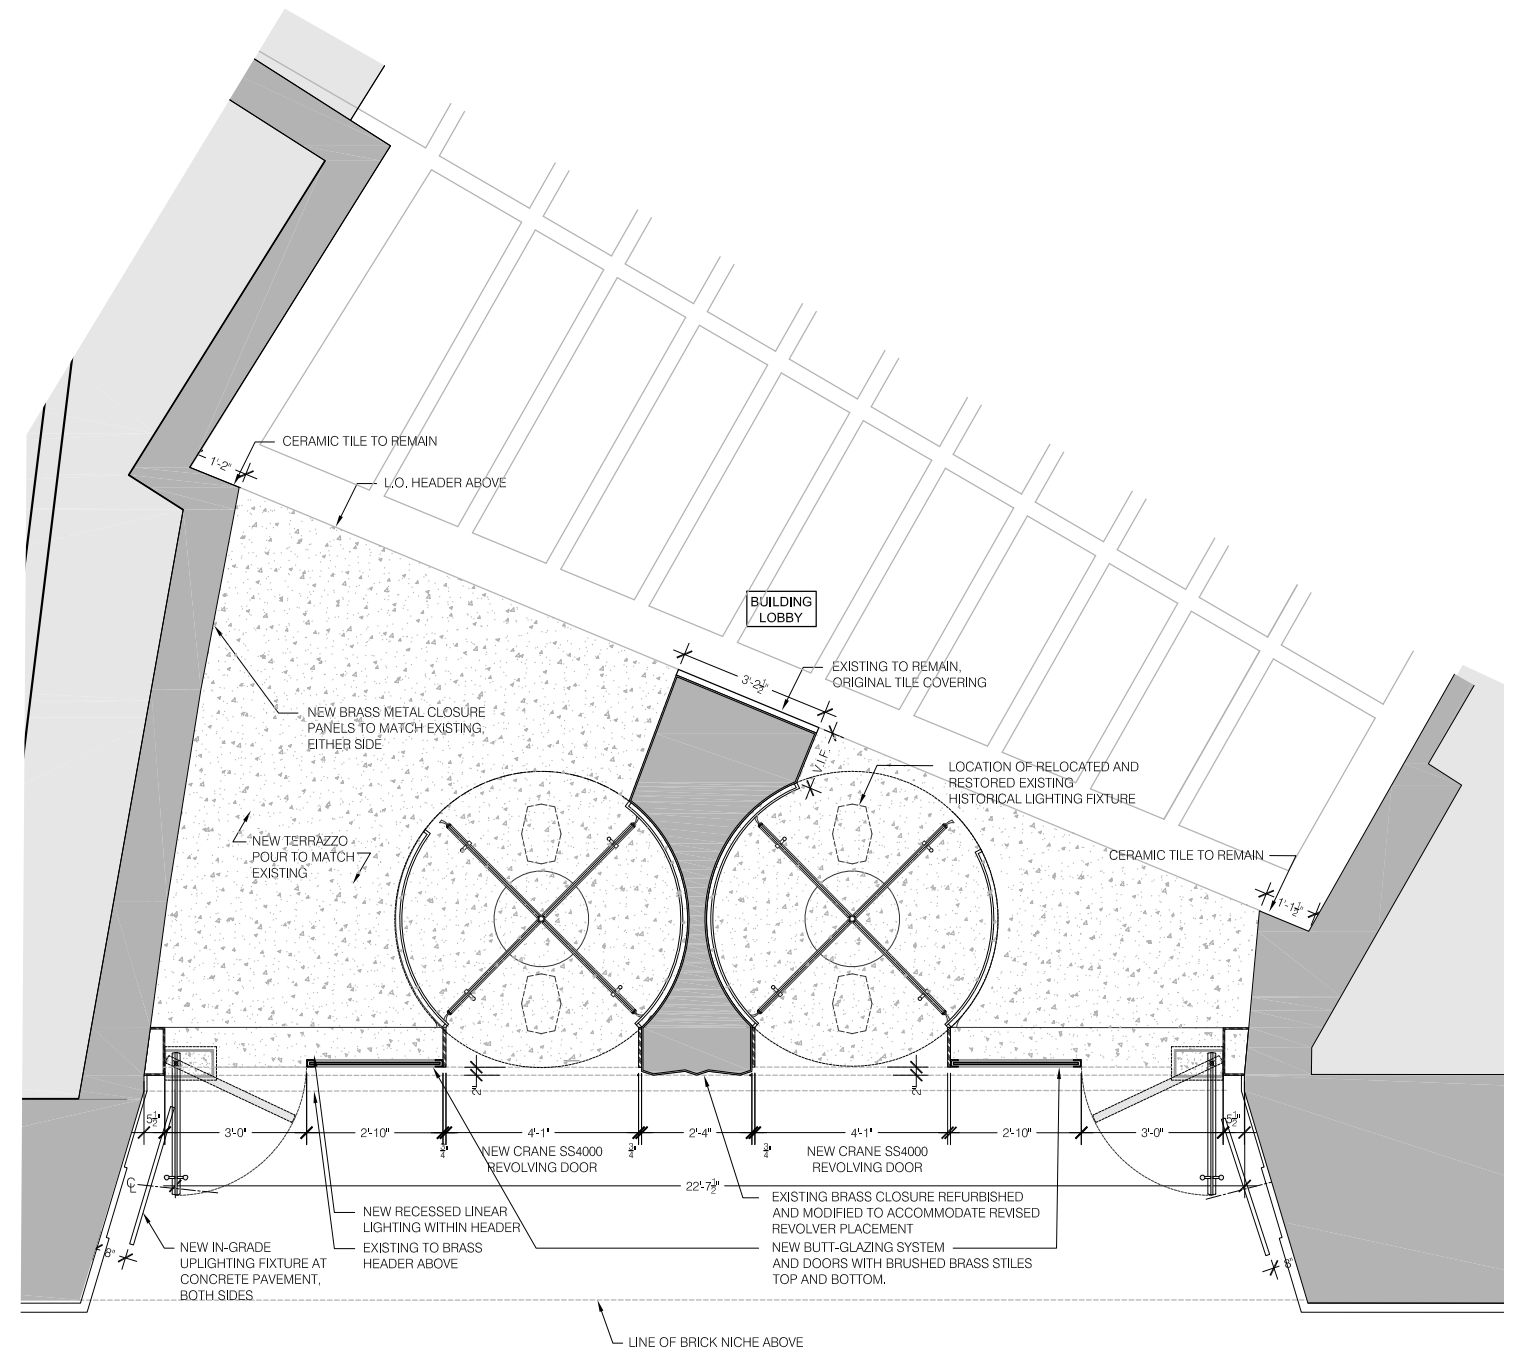 CERAMIC TILE TO REMAIN
1'-2"
L.O. HEADER ABOVE
BUILDING
LOBBY
EXISTING TO REMAIN,
ORIGINAL TILE COVERING
3'-2½"
NEW BRASS METAL CLOSURE
PANELS TO MATCH EXISTING,
EITHER SIDE
V.I.F.
LOCATION OF RELOCATED AND
RESTORED EXISTING
HISTORICAL LIGHTING FIXTURE
NEW TERRAZZO
POUR TO MATCH
EXISTING
CERAMIC TILE TO REMAIN
1'-1½"
2"
2"
5½"
3'-0"
2'-10"
¾"
4'-1"
¾"
2'-4"
¾"
4'-1"
2'-10"
3'-0"
5½"
NEW CRANE SS4000
REVOLVING DOOR
NEW CRANE SS4000
REVOLVING DOOR
CL
22'-7½"
EXISTING BRASS CLOSURE REFURBISHED
AND MODIFIED TO ACCOMMODATE REVISED
REVOLVER PLACEMENT
NEW RECESSED LINEAR
LIGHTING WITHIN HEADER
8"
NEW IN-GRADE
UPLIGHTING FIXTURE AT
CONCRETE PAVEMENT,
BOTH SIDES
EXISTING TO BRASS
HEADER ABOVE
NEW BUTT-GLAZING SYSTEM
AND DOORS WITH BRUSHED BRASS STILES
TOP AND BOTTOM.
8"
LINE OF BRICK NICHE ABOVE